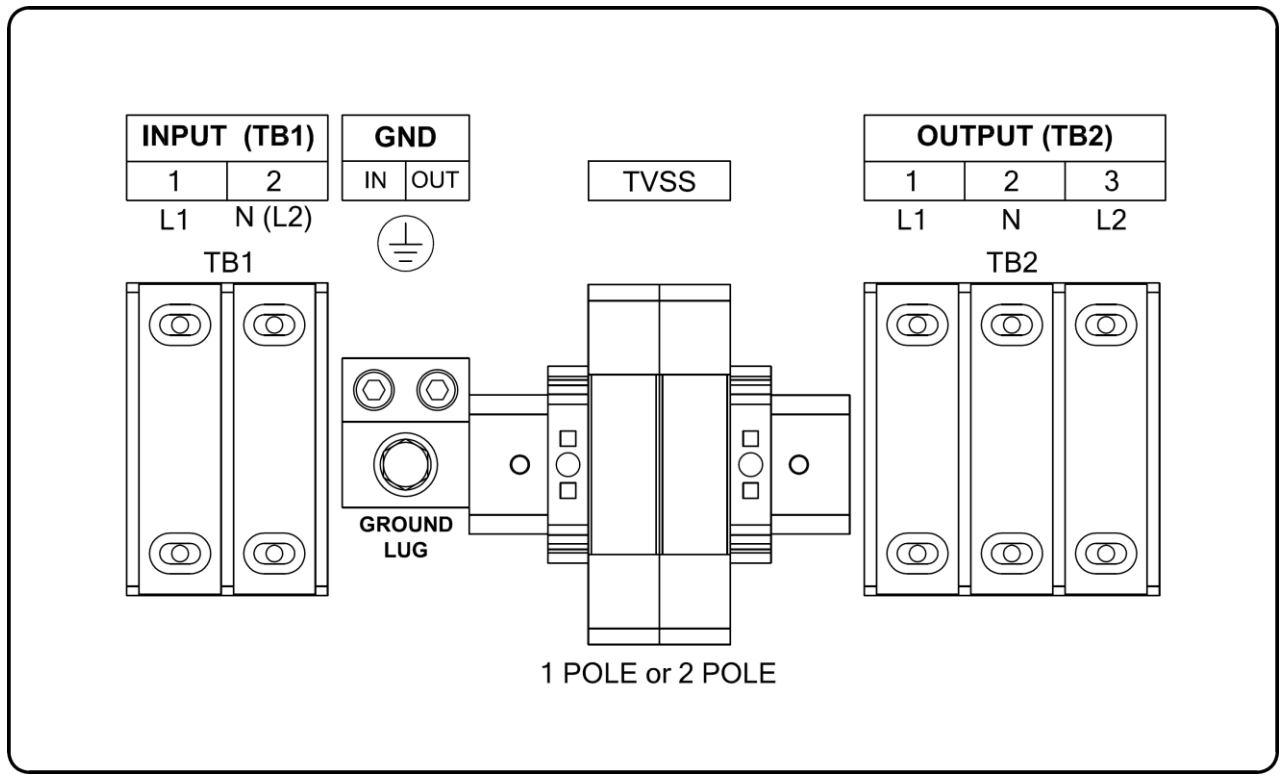 INPUT (TB1)
1 2
L1 N (L2)
TB1
GND
IN OUT
GROUND
LUG
TVSS
1 POLE or 2 POLE
OUTPUT (TB2)
1 2 3
L1 N L2
TB2